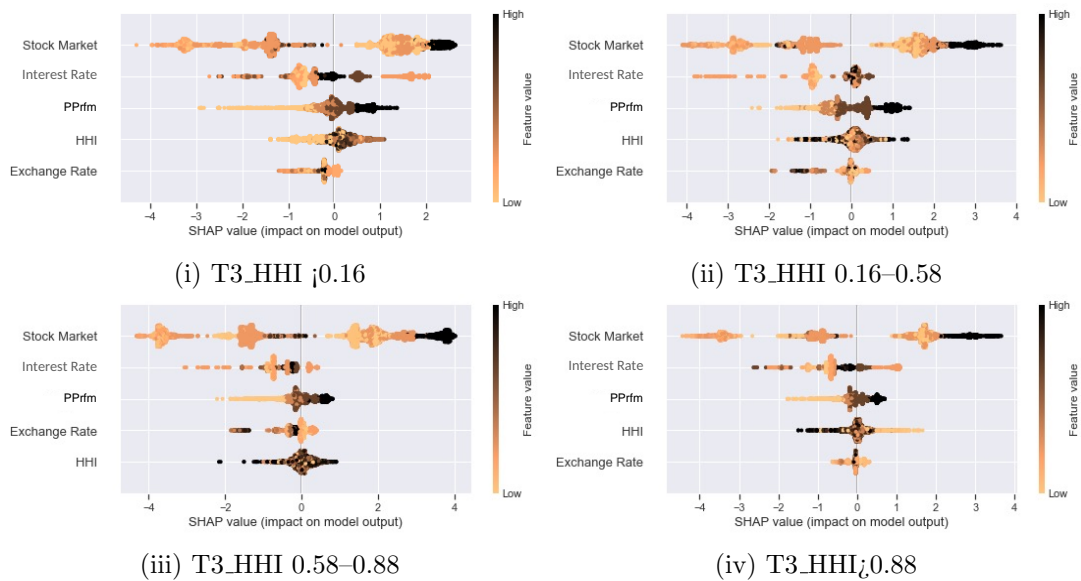 High
Stock Market
Interest Rate
PPrfm
HHI
Exchange Rate
Feature value
Low
−4 −3 −2 −1 0 1 2
SHAP value (impact on model output)
(i) T3_HHI ¡0.16
High
Stock Market
Interest Rate
PPrfm
HHI
Exchange Rate
Feature value
Low
−4 −3 −2 −1 0 1 2 3 4
SHAP value (impact on model output)
(ii) T3_HHI 0.16–0.58
High
Stock Market
Interest Rate
PPrfm
Exchange Rate
HHI
Feature value
Low
−4 −2 0 2 4
SHAP value (impact on model output)
(iii) T3_HHI 0.58–0.88
High
Stock Market
Interest Rate
PPrfm
HHI
Exchange Rate
Feature value
Low
−4 −3 −2 −1 0 1 2 3 4
SHAP value (impact on model output)
(iv) T3_HHI¿0.88